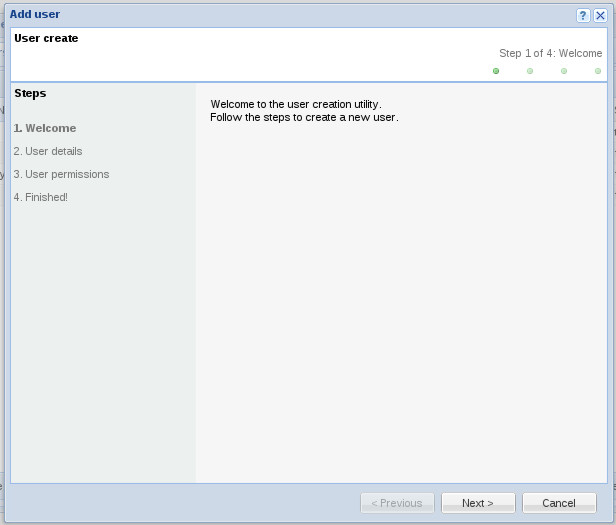 Add user
User create
Step 1 of 4: Welcome
Steps
1. Welcome
2. User details
3. User permissions
4. Finished!
Welcome to the user creation utility.
Follow the steps to create a new user.
< Previous
Next >
Cancel